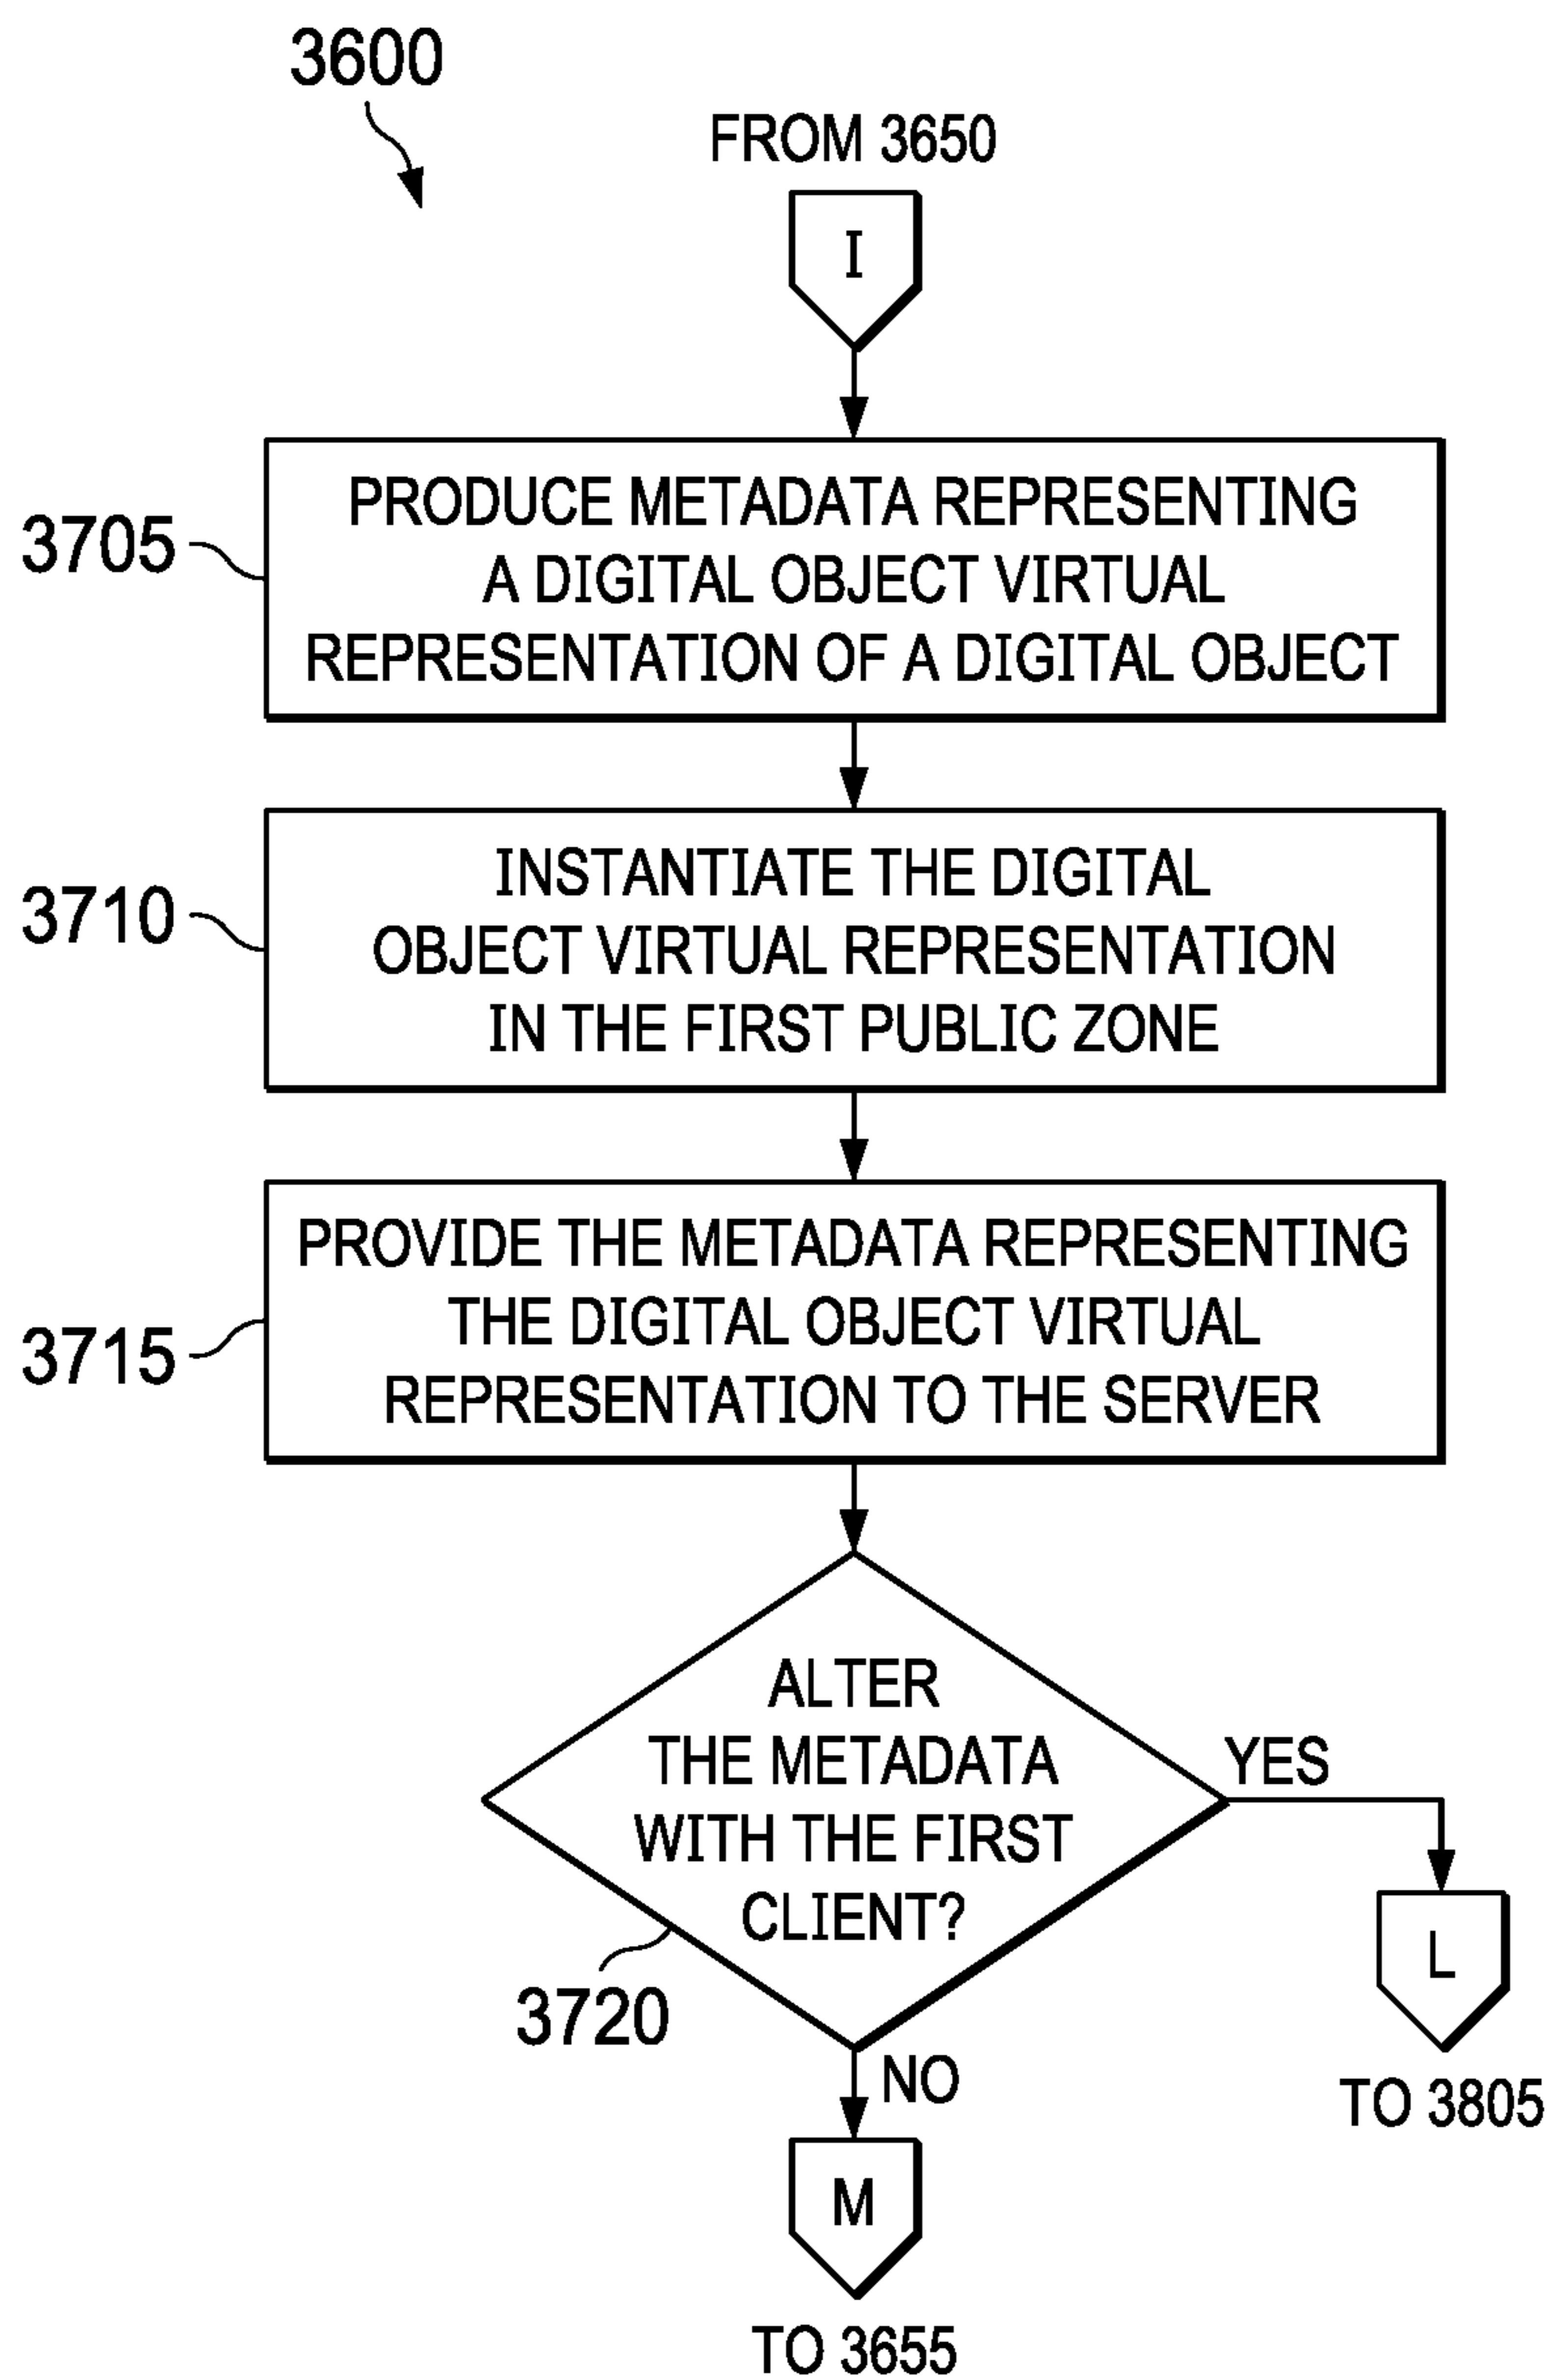 3600
FROM 3650
I
3705
PRODUCE METADATA REPRESENTING
A DIGITAL OBJECT VIRTUAL
REPRESENTATION OF A DIGITAL OBJECT
3710
INSTANTIATE THE DIGITAL
OBJECT VIRTUAL REPRESENTATION
IN THE FIRST PUBLIC ZONE
3715
PROVIDE THE METADATA REPRESENTING
THE DIGITAL OBJECT VIRTUAL
REPRESENTATION TO THE SERVER
ALTER
THE METADATA
WITH THE FIRST
CLIENT?
3720
YES
L
TO 3805
NO
M
TO 3655